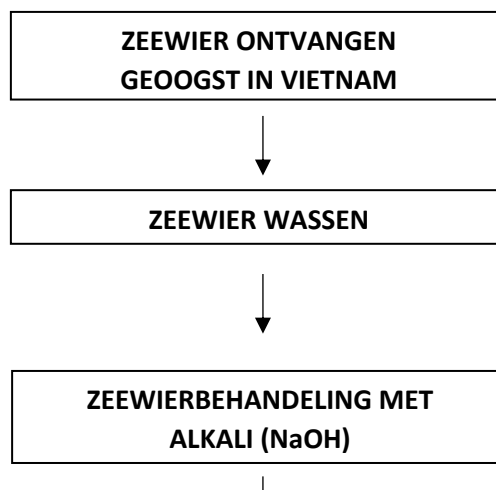 ZEEWIER ONTVANGEN
GEOOGST IN VIETNAM
ZEEWIER WASSEN
ZEEWIERBEHANDELING MET
ALKALI (NaOH)